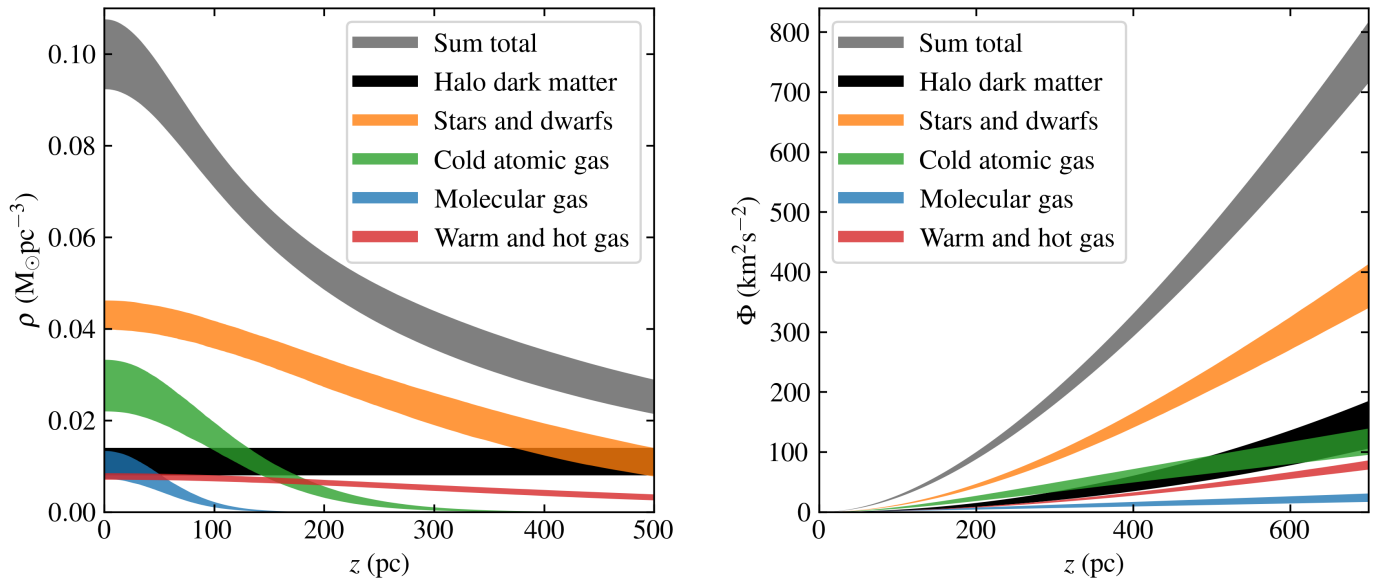 0.10
0.08
0.06
0.04
0.02
0.00
ρ (M⊙pc−3)
0
100
200
300
400
500
z (pc)
Sum total
Halo dark matter
Stars and dwarfs
Cold atomic gas
Molecular gas
Warm and hot gas
800
700
600
500
400
300
200
100
0
Φ (km2s−2)
0
200
400
600
z (pc)
Sum total
Halo dark matter
Stars and dwarfs
Cold atomic gas
Molecular gas
Warm and hot gas